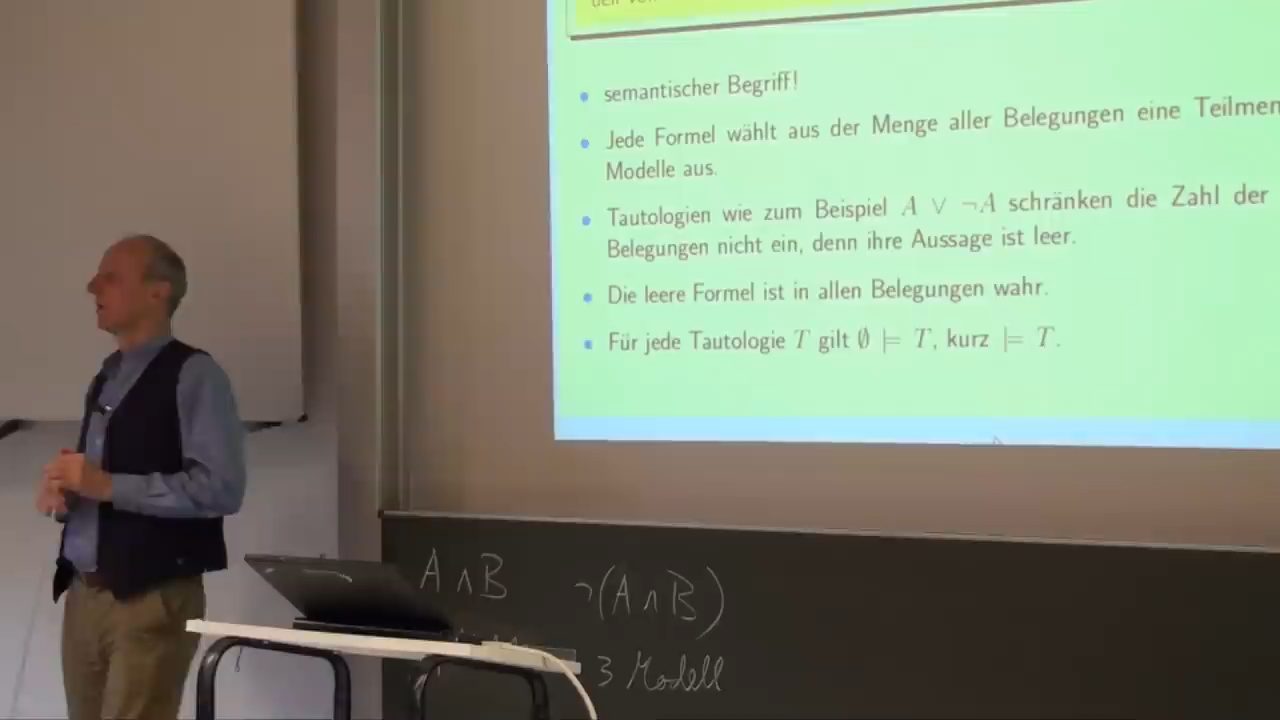 semantischer Begriff!
Jede Formel wählt aus der Menge aller Belegungen eine
Modelle aus.
Tautologien wie zum Beispiel A ∨ ¬A schränken die Zahl der
Belegungen nicht ein, denn ihre Aussage ist leer.
Die leere Formel ist in allen Belegungen wahr.
Für jede Tautologie T gilt ∅ ⊨ T, kurz ⊨ T.
A ∧ B ¬(A ∧ B)
3 Modell